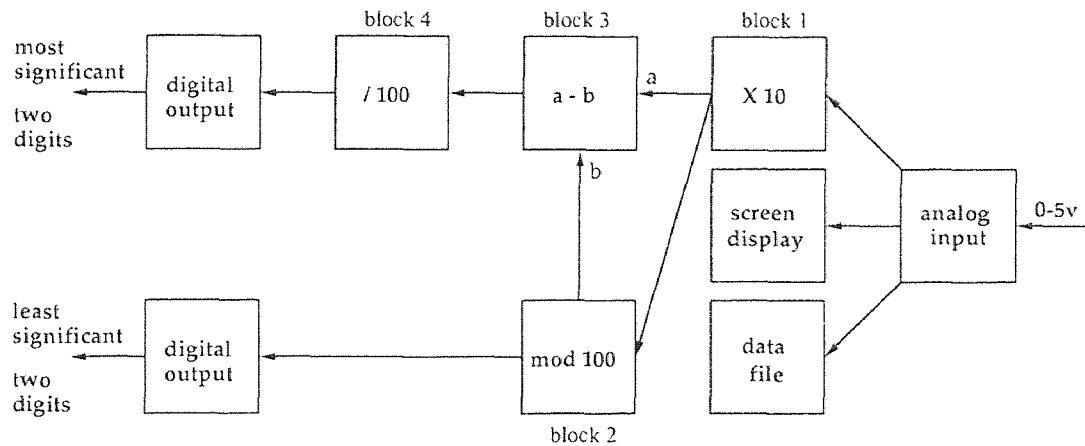 block 4
block 3
block 1
most
significant
two
digits
digital
output
/ 100
a - b
a
X 10
b
screen
display
analog
input
0-5v
least
significant
two
digits
digital
output
mod 100
data
file
block 2